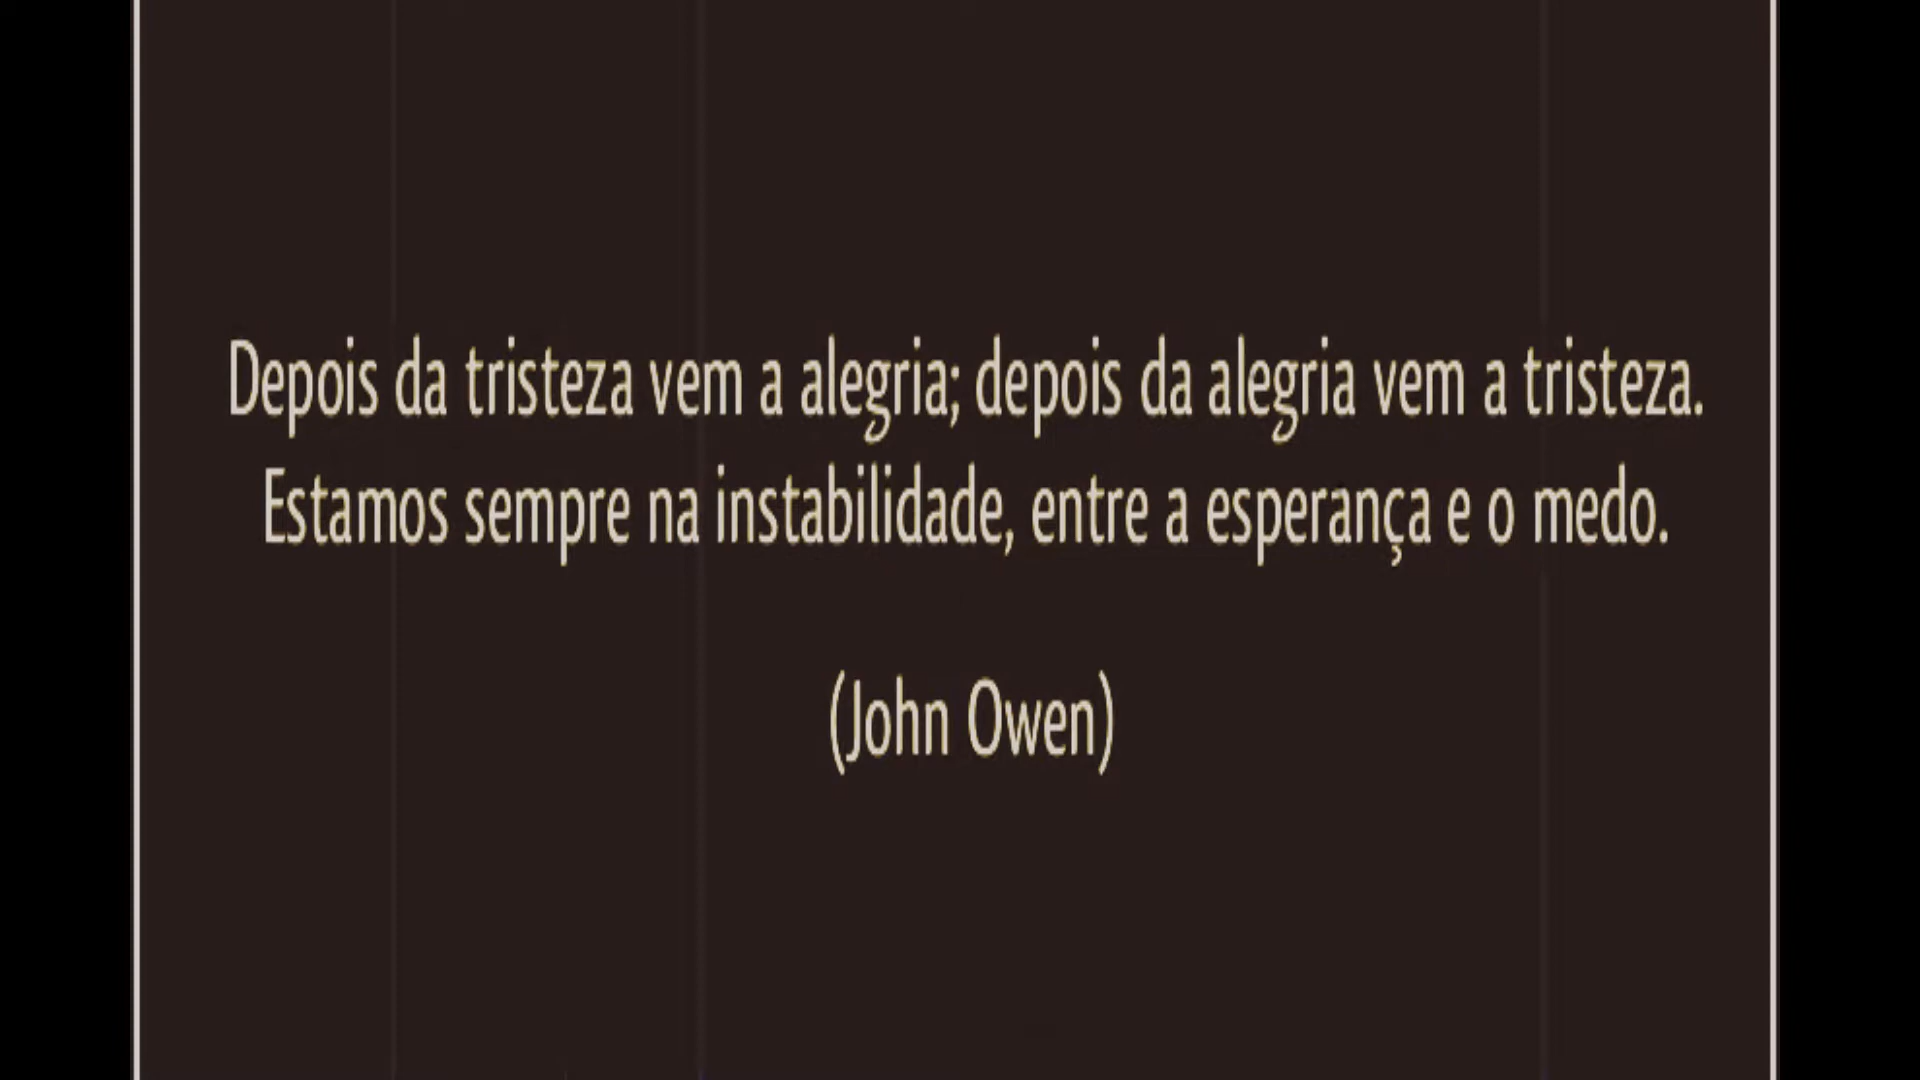 Depois da tristeza vem a alegria; depois da alegria vem a tristeza.
Estamos sempre na instabilidade, entre a esperança e o medo.
(John Owen)